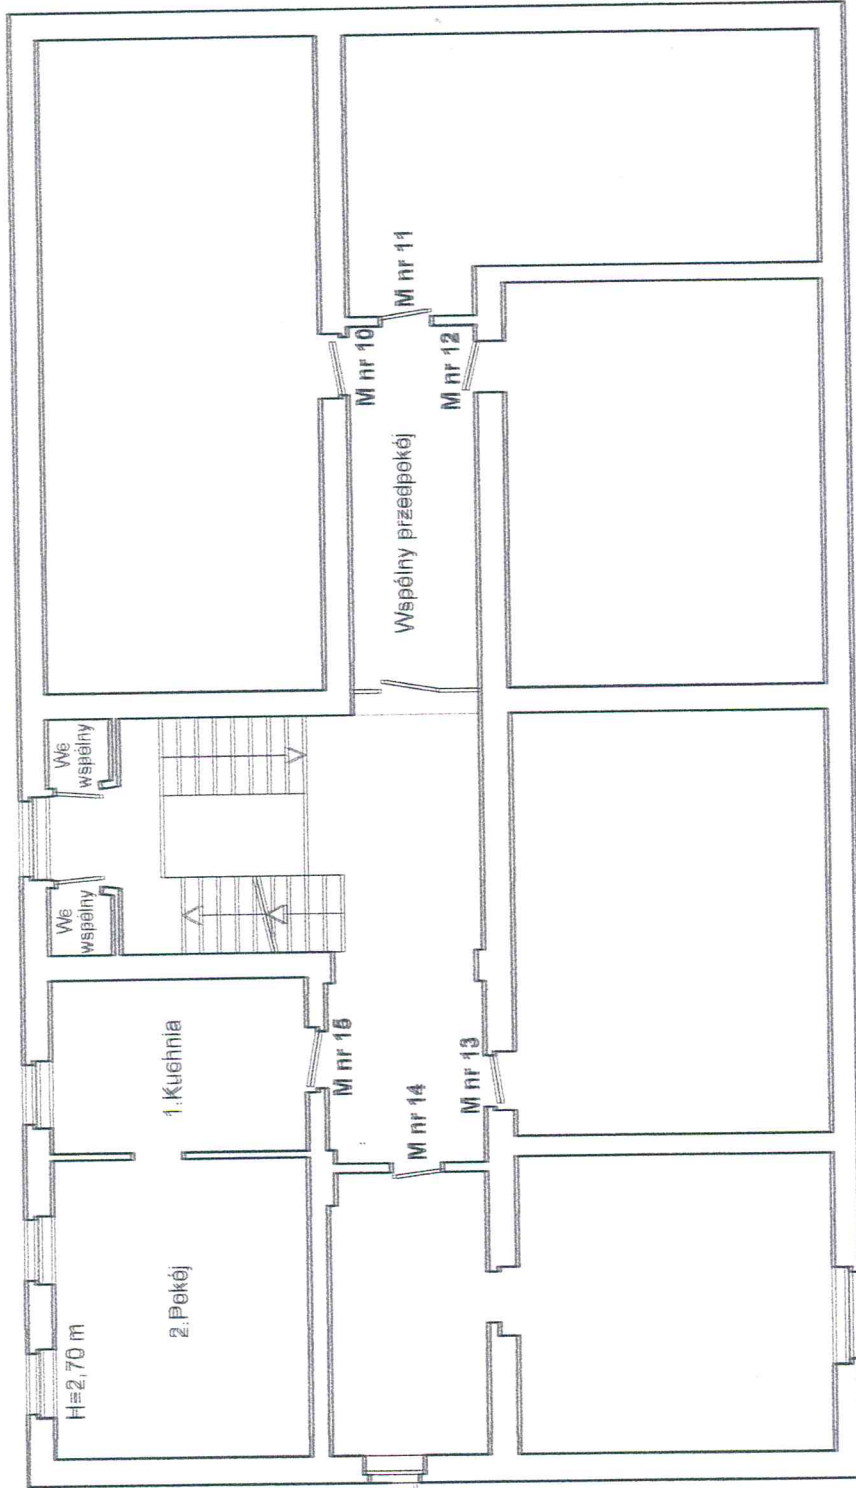 We
wspólny
We
wspólny
1.Kuchnia
2.Pokój
H=2,70 m
M nr 10
M nr 11
M nr 12
Wspólny przedpokój
M nr 15
M nr 14
M nr 13